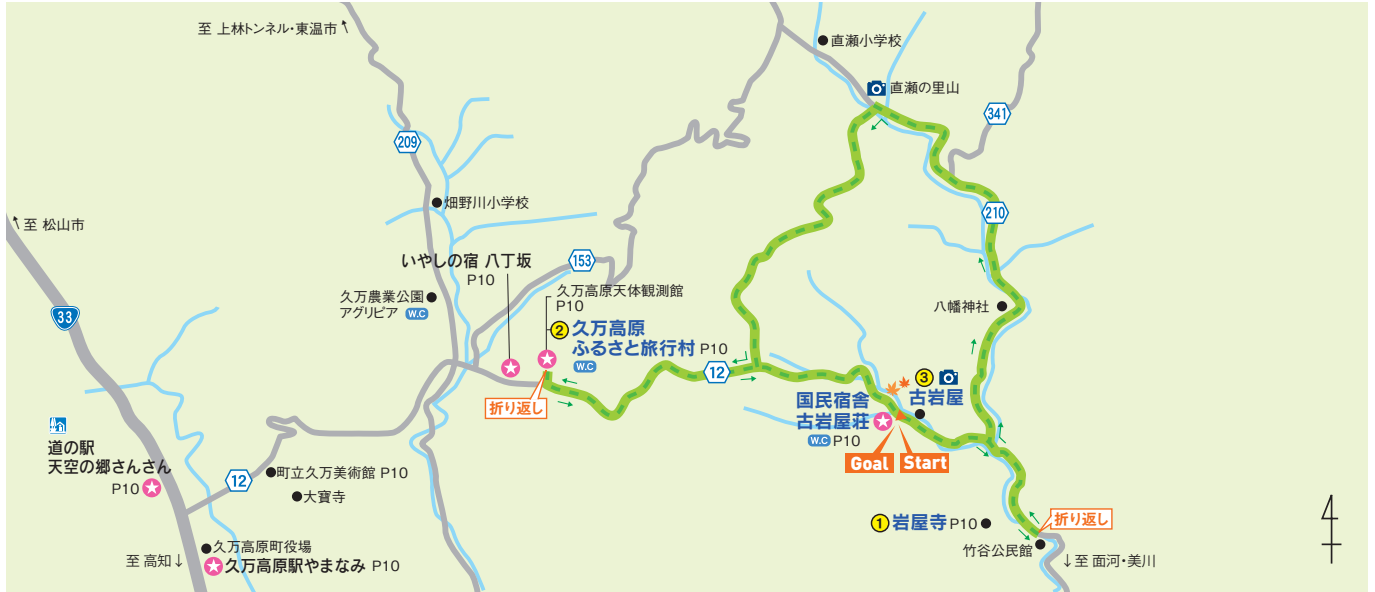 至 上林トンネル・東温市
直瀬小学校
直瀬の里山
341
209
畑野川小学校
210
至 松山市
いやしの宿 八丁坂
P10
153
久万高原天体観測館
P10
久万農業公園
アグリピア W.C
八幡神社
33
② 久万高原
ふるさと旅行村 P10
W.C
12
折り返し
③
古岩屋
国民宿舎
古岩屋荘
W.C P10
Goal Start
道の駅
天空の郷さんさん
P10
町立久万美術館 P10
12
大寶寺
① 岩屋寺 P10
折り返し
竹谷公民館
至 面河・美川
久万高原町役場
至 高知
久万高原駅やまなみ P10
4